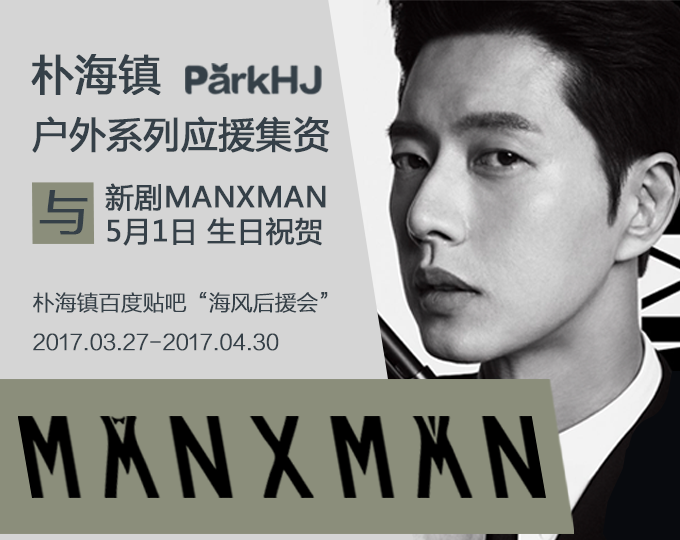 朴海镇 ParkHJ
户外系列应援集资
与 新剧MANXMAN
5月1日 生日祝贺
朴海镇百度贴吧“海风后援会”
2017.03.27-2017.04.30
MANXMAN